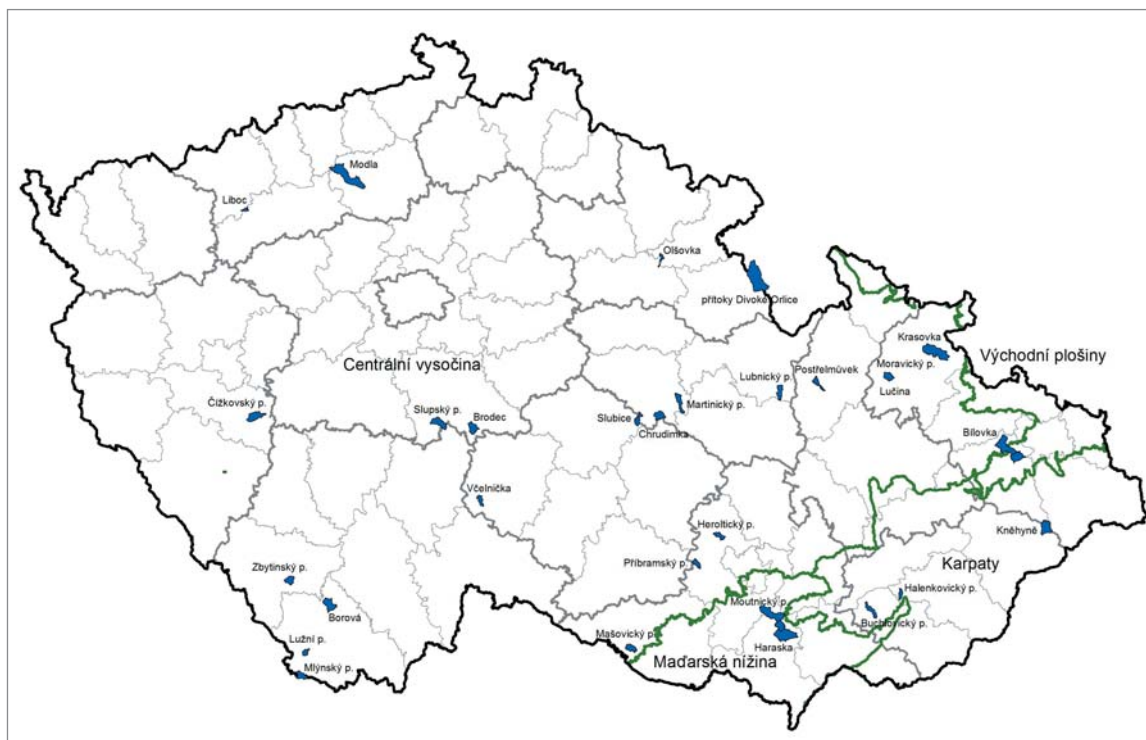 Modla
Liboc
Olšovka
přítoky Divoké Orlice
Krasovka
Východní plošiny
Centrální vysočina
Moravický p.
Postřelmůvek
Lubnický p.
Lučina
Čížkovský p.
Martinický p.
Slupský p.
Brodec
Slubice
Chrudimka
Bílovka
Včelnička
Heroltický p.
Kněhyně
Příbramský p.
Karpaty
Zbytinský p.
Halenkovický p.
Borová
Moutnický p.
Buchlovický p.
Mašovický p.
Lužní p.
Haraska
Maďarská nížina
Mlýnský p.